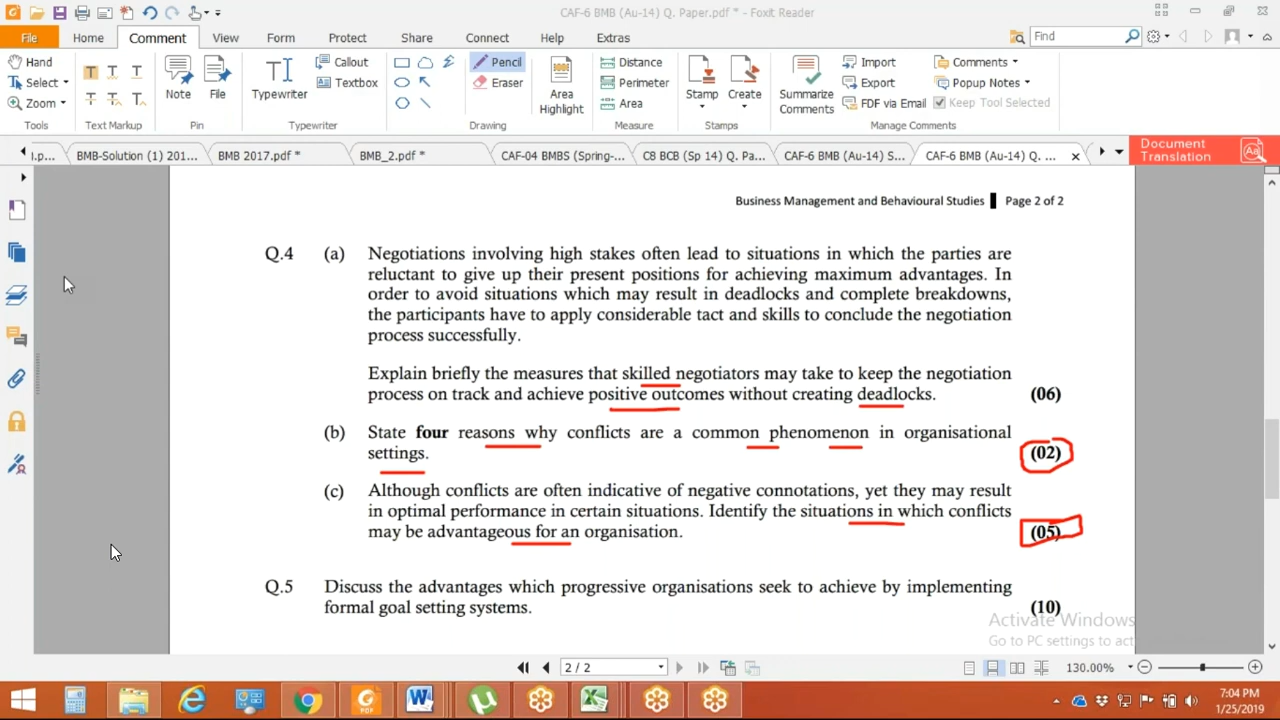 CAF-6 BMB (Au-14) Q. Paper.pdf * - Foxit Reader
File Home Comment View Form Protect Share Connect Help Extras Find
Hand Select Zoom Tools
T T T T T T Text Markup
Note File Pin
Typewriter Callout Textbox Typewriter
Pencil Eraser Drawing
Area Highlight Distance Perimeter Area Measure
Stamp Create Stamps
Summarize Comments Import Export FDF via Email Comments Popup Notes Keep Tool Selected Manage Comments
I.p... BMB-Solution (1) 201... BMB 2017.pdf * BMB_2.pdf * CAF-04 BMBS (Spring-... C8 BCB (Sp 14) Q. Pa... CAF-6 BMB (Au-14) S... CAF-6 BMB (Au-14) Q. ... Document Translation
Business Management and Behavioural Studies Page 2 of 2
Q.4 (a) Negotiations involving high stakes often lead to situations in which the parties are
reluctant to give up their present positions for achieving maximum advantages. In
order to avoid situations which may result in deadlocks and complete breakdowns,
the participants have to apply considerable tact and skills to conclude the negotiation
process successfully.
Explain briefly the measures that skilled negotiators may take to keep the negotiation
process on track and achieve positive outcomes without creating deadlocks. (06)
(b) State four reasons why conflicts are a common phenomenon in organisational
settings. (02)
(c) Although conflicts are often indicative of negative connotations, yet they may result
in optimal performance in certain situations. Identify the situations in which conflicts
may be advantageous for an organisation. (05)
Q.5 Discuss the advantages which progressive organisations seek to achieve by implementing
formal goal setting systems. (10)
Activate Windows
Go to PC settings to act
2 / 2 130.00%
7:04 PM
1/25/2019